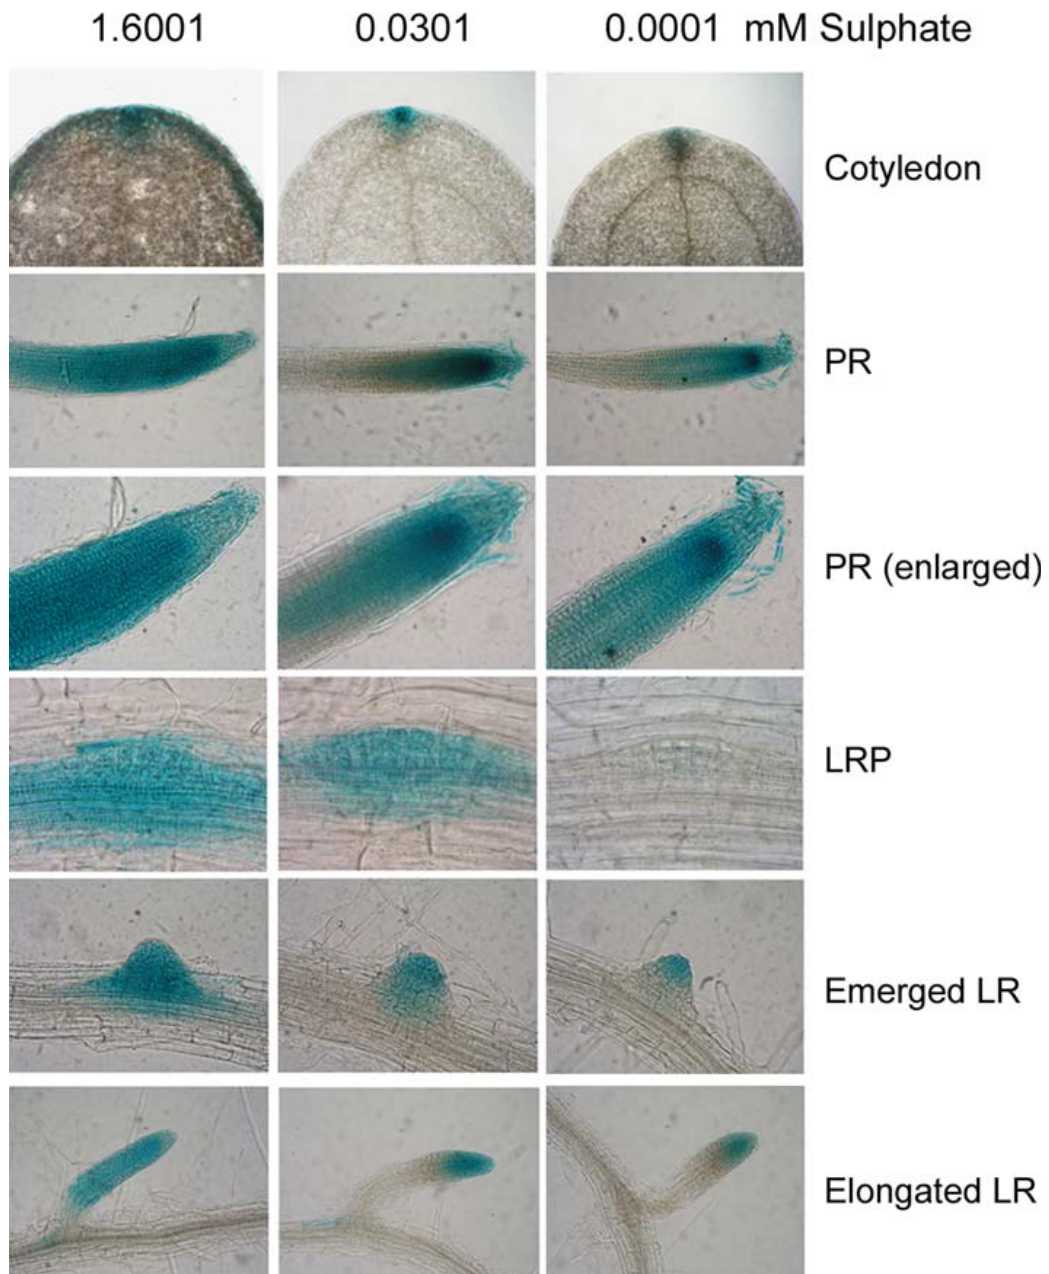 1.6001 0.0301 0.0001 mM Sulphate
Cotyledon
PR
PR (enlarged)
LRP
Emerged LR
Elongated LR